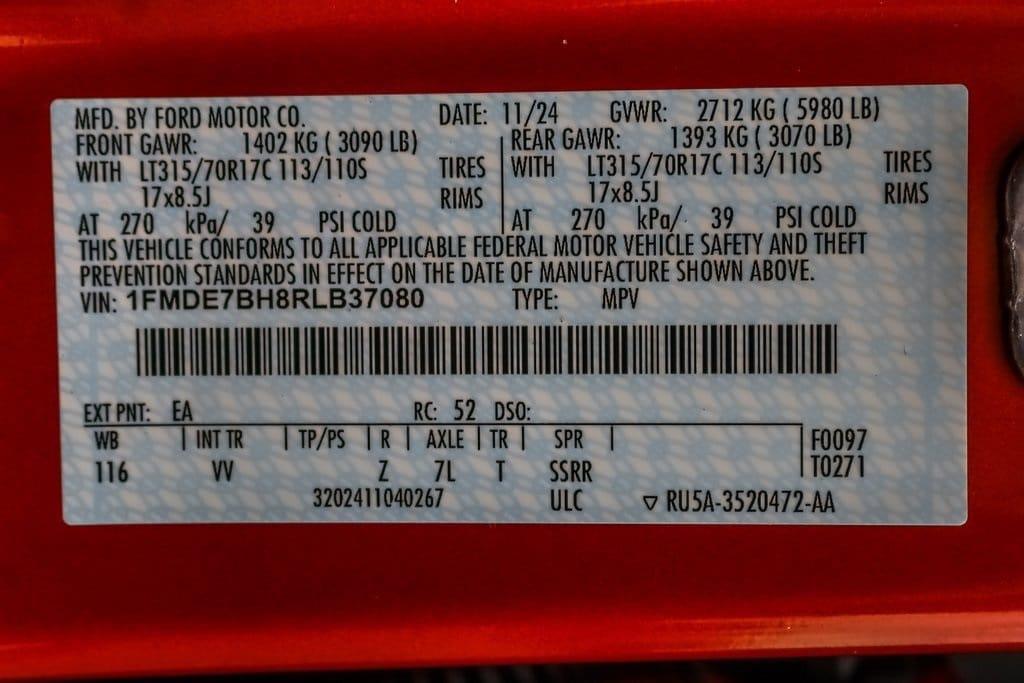 MFD. BY FORD MOTOR CO. DATE: 11/24 GVWR: 2712 KG ( 5980 LB)
FRONT GAWR: 1402 KG ( 3090 LB) REAR GAWR: 1393 KG ( 3070 LB)
WITH LT315/70R17C 113/110S TIRES WITH LT315/70R17C 113/110S TIRES
17x8.5J RIMS 17x8.5J RIMS
AT 270 kPa/ 39 PSI COLD AT 270 kPa/ 39 PSI COLD
THIS VEHICLE CONFORMS TO ALL APPLICABLE FEDERAL MOTOR VEHICLE SAFETY AND THEFT
PREVENTION STANDARDS IN EFFECT ON THE DATE OF MANUFACTURE SHOWN ABOVE.
VIN: 1FMDE7BH8RLB37080 TYPE: MPV
EXT PNT: EA RC: 52 DSO:
WB | INT TR | TP/PS | R | AXLE | TR | SPR | F0097
116 VV Z 7L T SSRR T0271
3202411040267 ULC ▽ RU5A-3520472-AA